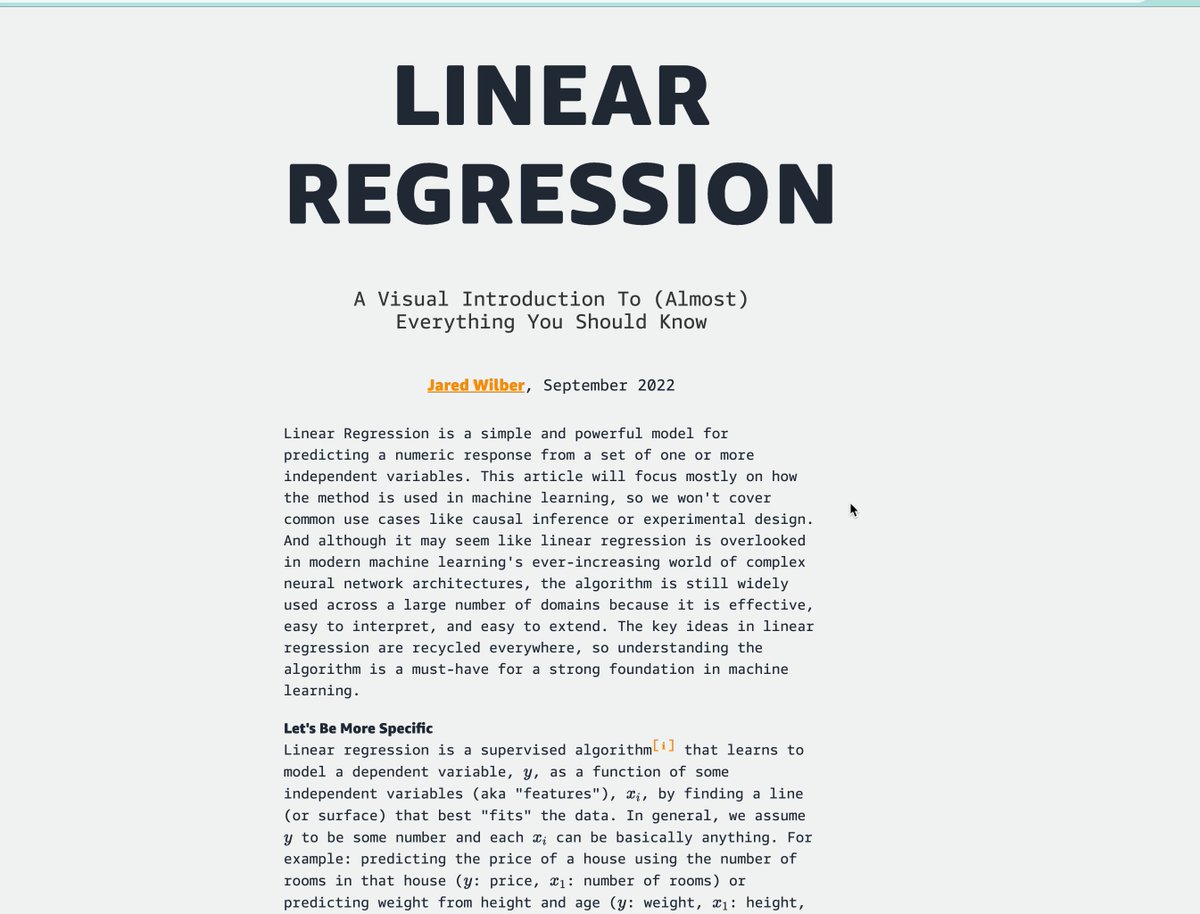 LINEAR
REGRESSION
A Visual Introduction To (Almost)
Everything You Should Know
Jared Wilber, September 2022
Linear Regression is a simple and powerful model for
predicting a numeric response from a set of one or more
independent variables. This article will focus mostly on how
the method is used in machine learning, so we won't cover
common use cases like causal inference or experimental design.
And although it may seem like linear regression is overlooked
in modern machine learning's ever-increasing world of complex
neural network architectures, the algorithm is still widely
used across a large number of domains because it is effective,
easy to interpret, and easy to extend. The key ideas in linear
regression are recycled everywhere, so understanding the
algorithm is a must-have for a strong foundation in machine
learning.
Let's Be More Specific
Linear regression is a supervised algorithm[ℹ] that learns to
model a dependent variable, y, as a function of some
independent variables (aka "features"), xᵢ, by finding a line
(or surface) that best "fits" the data. In general, we assume
y to be some number and each xᵢ can be basically anything. For
example: predicting the price of a house using the number of
rooms in that house (y: price, x₁: number of rooms) or
predicting weight from height and age (y: weight, x₁: height,